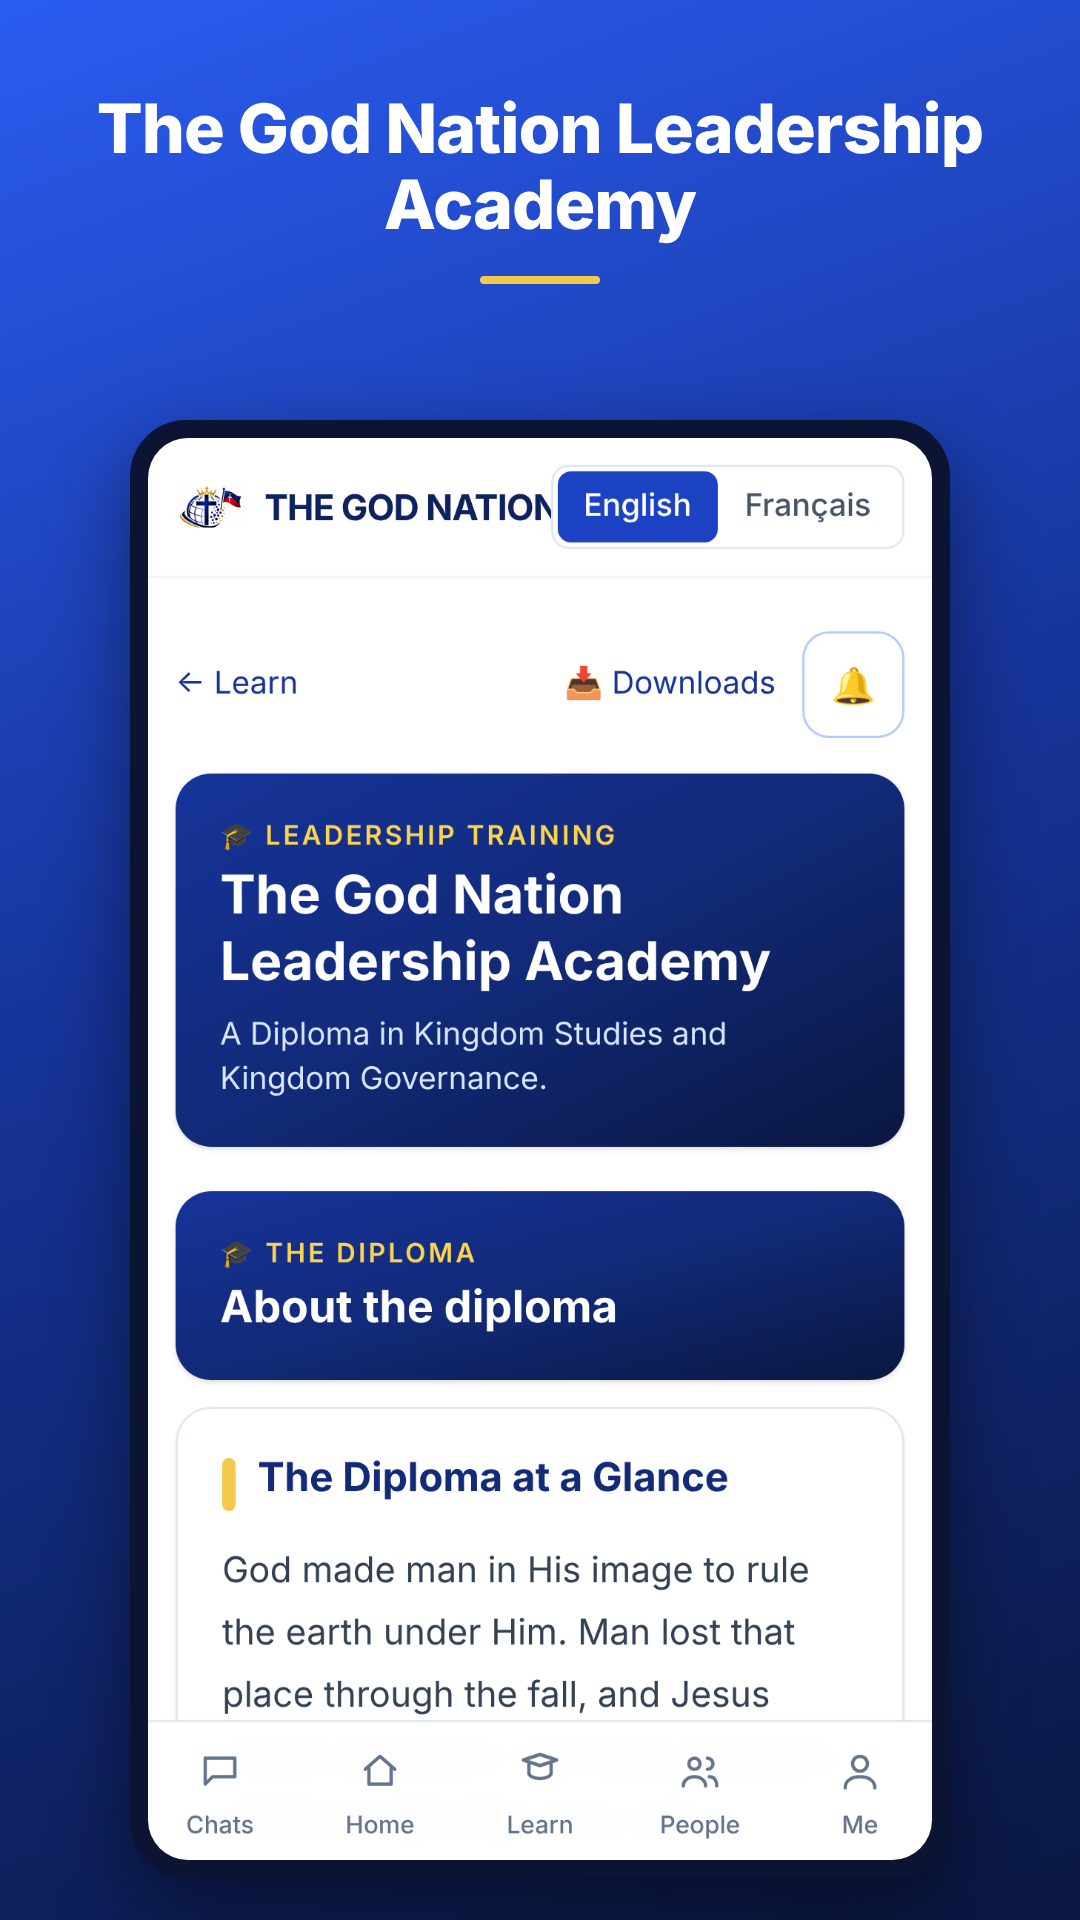 The God Nation Leadership
Academy
THE GOD NATION
English
Français
← Learn
Downloads
LEADERSHIP TRAINING
The God Nation
Leadership Academy
A Diploma in Kingdom Studies and
Kingdom Governance.
THE DIPLOMA
About the diploma
The Diploma at a Glance
God made man in His image to rule
the earth under Him. Man lost that
place through the fall, and Jesus
Chats
Home
Learn
People
Me